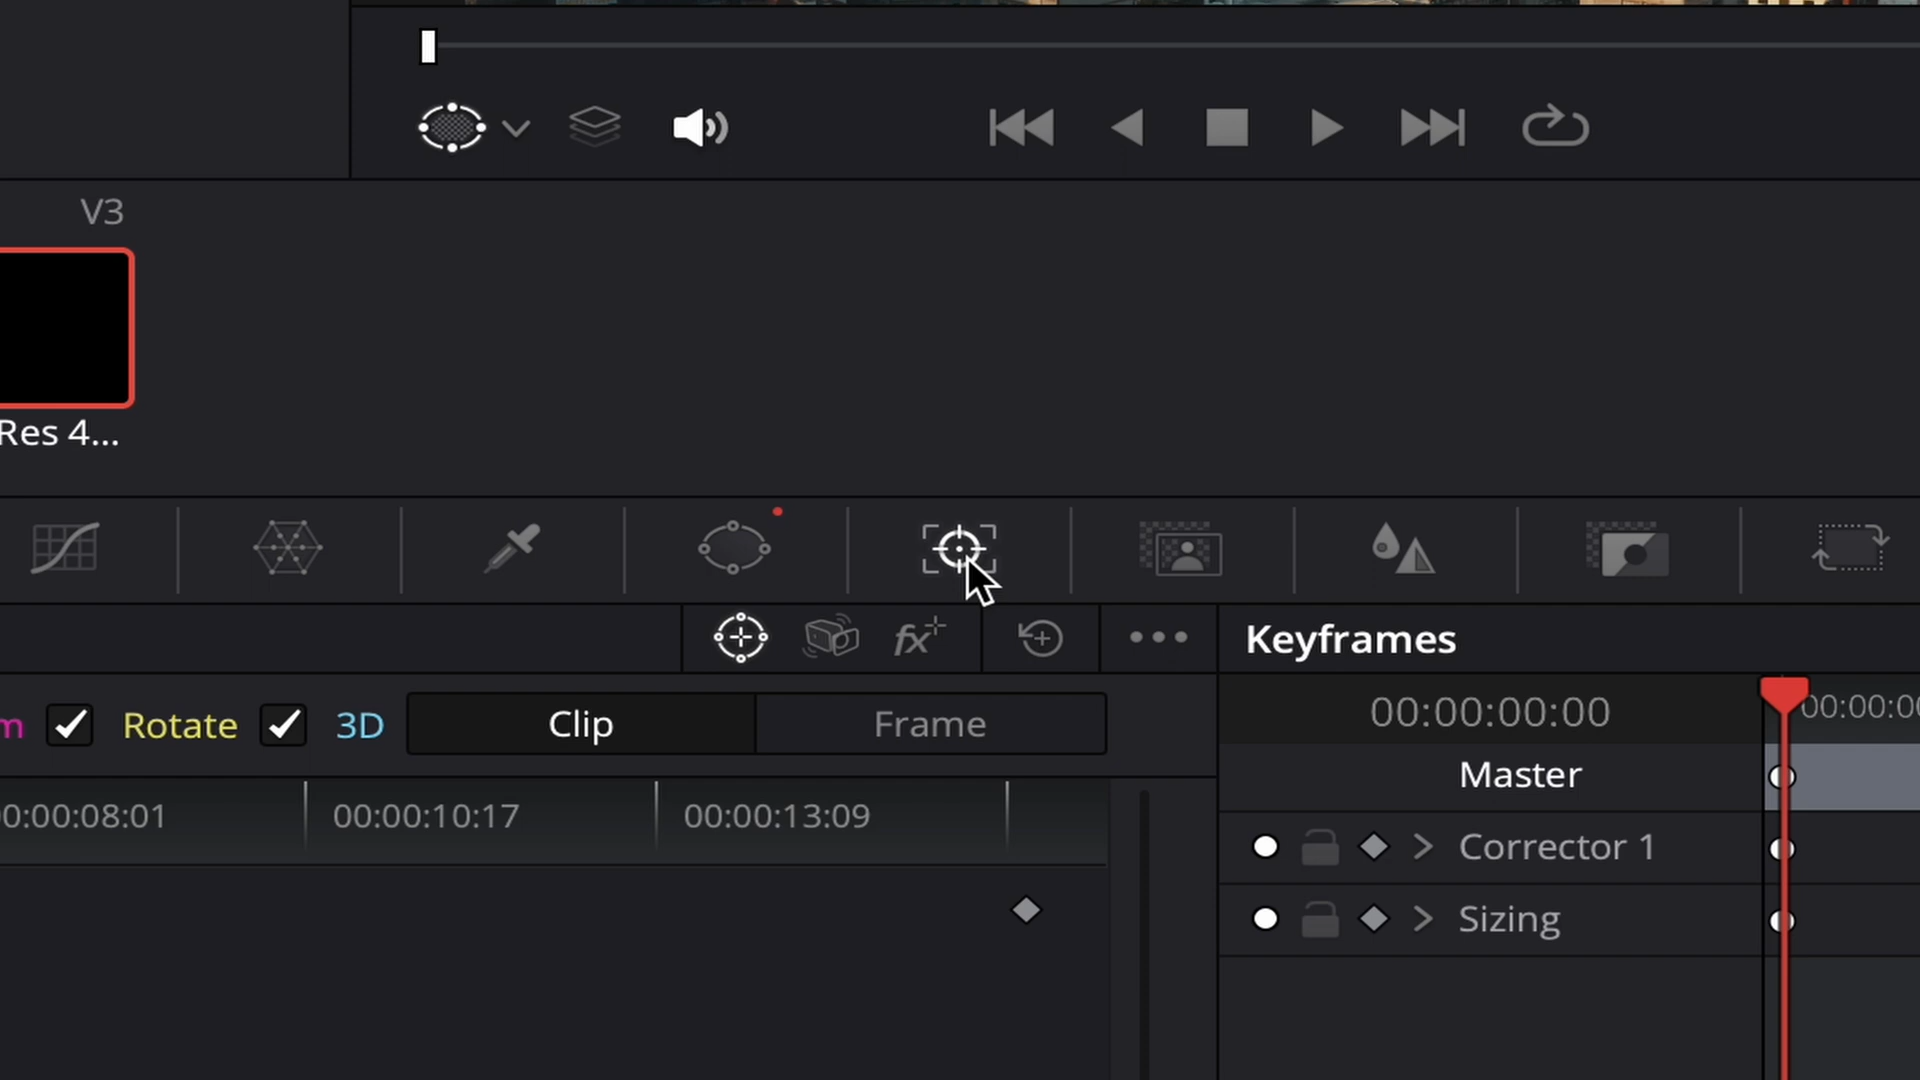 V3
Res 4...
fx
Keyframes
m Rotate 3D Clip Frame
00:00:00:00
00:00:0
Master
0:00:08:01 00:00:10:17 00:00:13:09
Corrector 1
Sizing